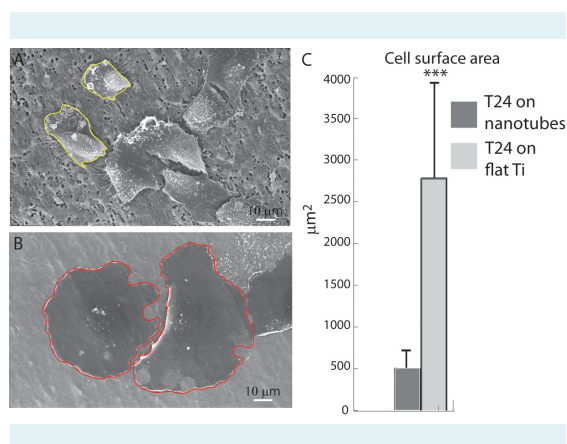 A
10 μm
B
10 μm
C
Cell surface area
***
4000
3500
3000
2500
2000
1500
1000
500
0
μm²
T24 on
nanotubes
T24 on
flat Ti